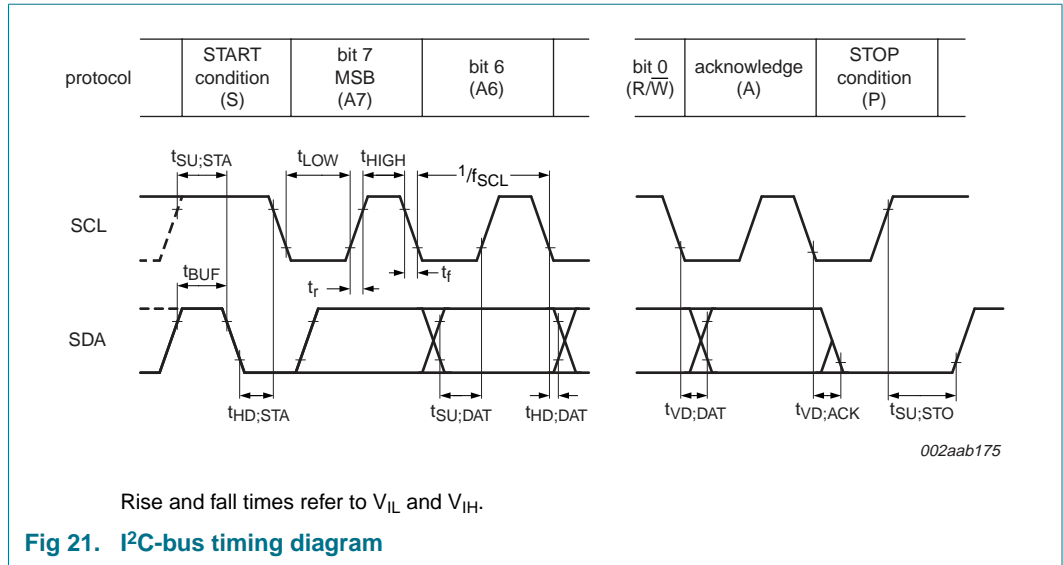 protocol
START
condition
(S)
bit 7
MSB
(A7)
bit 6
(A6)
bit 0
(R/W̅)
acknowledge
(A)
STOP
condition
(P)
tSU;STA
tLOW
tHIGH
1/fSCL
SCL
tBUF
tr
tf
SDA
tHD;STA
tSU;DAT
tHD;DAT
tVD;DAT
tVD;ACK
tSU;STO
002aab175
Rise and fall times refer to VIL and VIH.
Fig 21. I²C-bus timing diagram